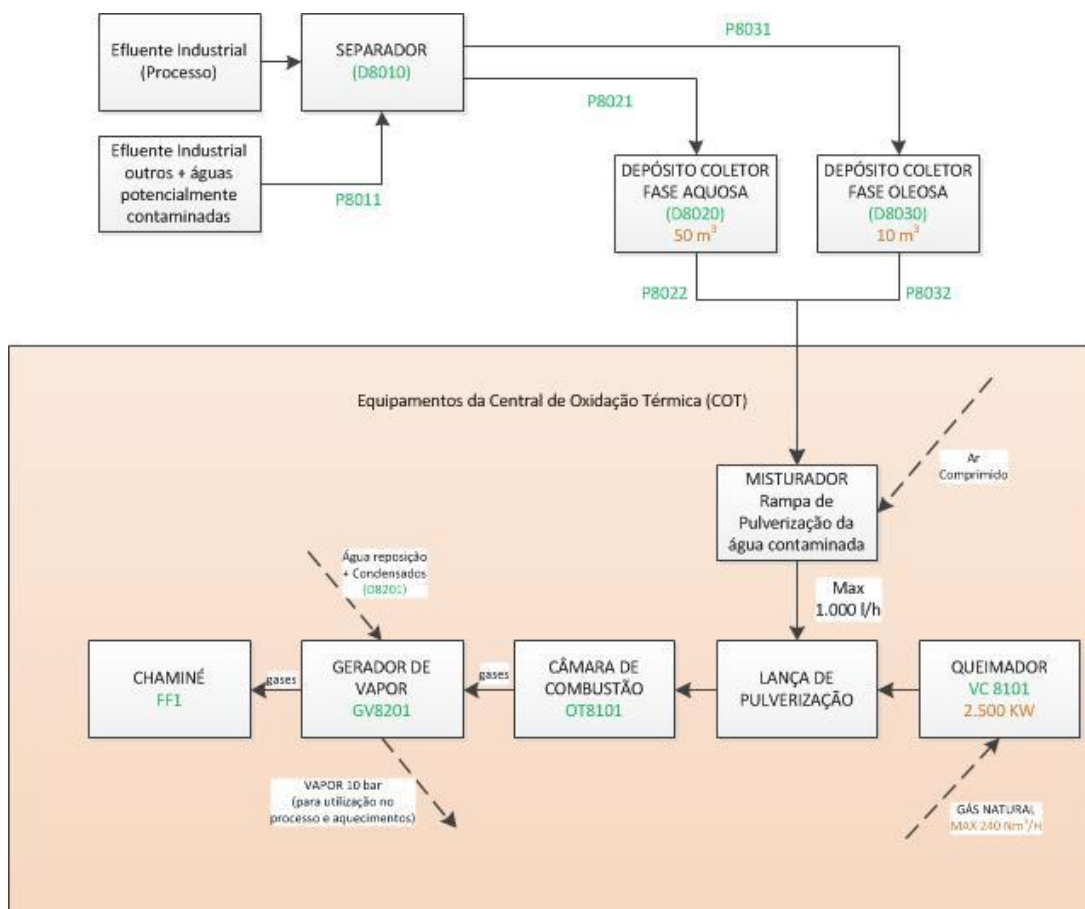 P8031
Efluente Industrial
(Processo)
SEPARADOR
(D8010)
P8021
Efluente Industrial
outros + águas
potencialmente
contaminadas
P8011
DEPÓSITO COLETOR
FASE AQUOSA
(D8020)
50 m³
DEPÓSITO COLETOR
FASE OLEOSA
(D8030)
10 m³
P8022
P8032
Equipamentos da Central de Oxidação Térmica (COT)
Ar
Comprimido
MISTURADOR
Rampa de
Pulverização da
água contaminada
Água reposição
+ Condensados
(D8201)
Max
1.000 l/h
CHAMINÉ
FF1
gases
GERADOR DE
VAPOR
GV8201
gases
CÂMARA DE
COMBUSTÃO
OT8101
LANÇA DE
PULVERIZAÇÃO
QUEIMADOR
VC 8101
2.500 KW
VAPOR 10 bar
(para utilização no
processo e aquecimentos)
GÁS NATURAL
MAX 240 Nm³/H